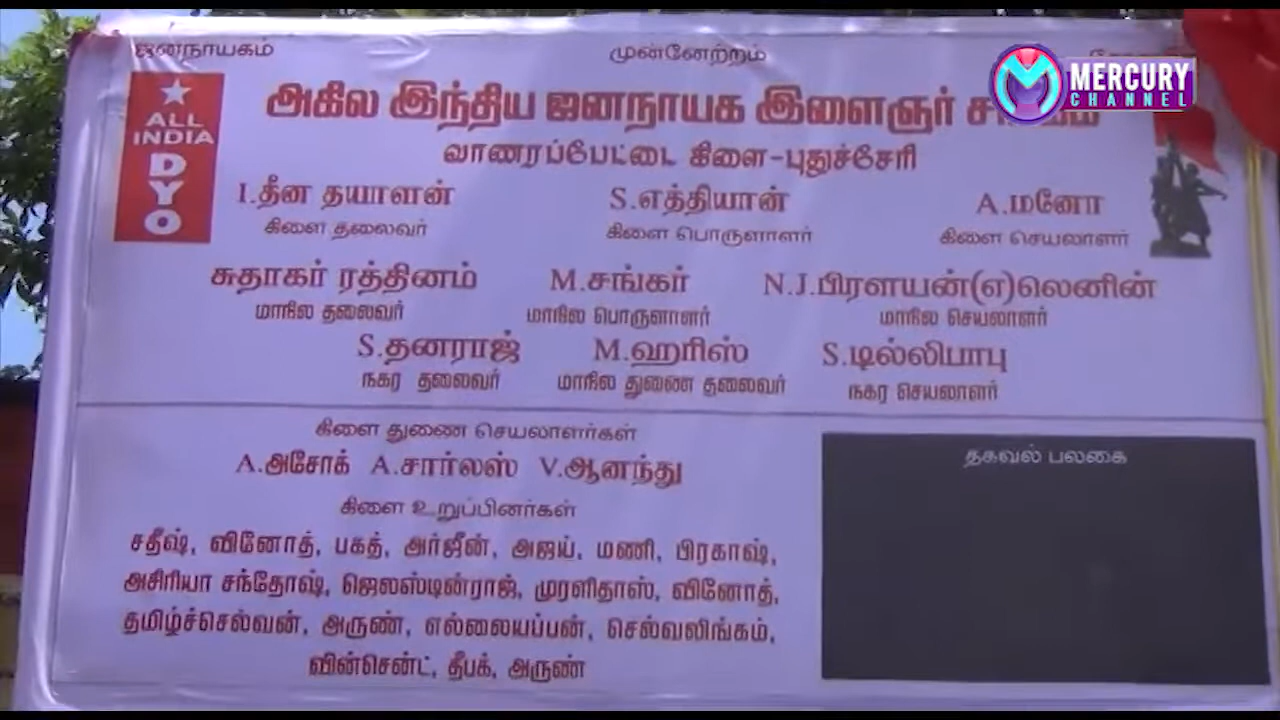 ஜனநாயகம் முன்னேற்றம்
MERCURY
CHANNEL
ALL
INDIA
D
Y
O
அகில இந்திய ஜனநாயக இளைஞர்
வாணரப்பேட்டை கிளை-புதுச்சேரி
I.தீன தயாளன் S.எத்தியான் A.மனோ
கிளை தலைவர் கிளை பொருளாளர் கிளை செயலாளர்
சுதாகர் ரத்தினம் M.சங்கர் N.J.பிரளயன்(எ)லெனின்
மாநில தலைவர் மாநில பொருளாளர் மாநில செயலாளர்
S.தனராஜ் M.ஹரிஸ் S.டில்லிபாபு
நகர தலைவர் மாநில துணை தலைவர் நகர செயலாளர்
கிளை துணை செயலாளர்கள்
A.அசோக் A.சார்லஸ் V.ஆனந்து
கிளை உறுப்பினர்கள்
சதீஷ், வினோத், பகத், அர்ஜீன், அஜய், மணி, பிரகாஷ்,
அசிரியா சந்தோஷ், ஜெலஸ்டின்ராஜ், முரளிதாஸ், வினோத்,
தமிழ்ச்செல்வன், அருண், எல்லையப்பன், செல்வலிங்கம்,
வின்சென்ட், தீபக், அருண்
தகவல் பலகை